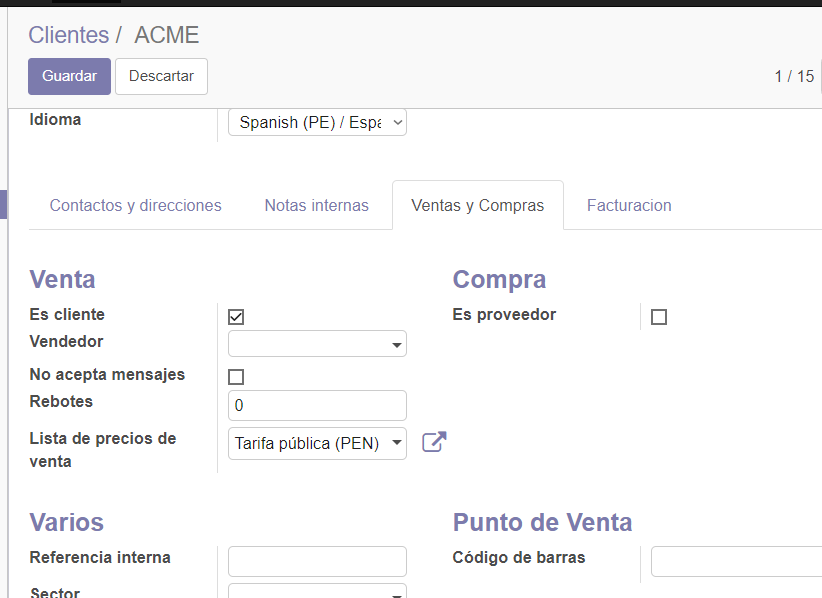 Clientes / ACME
Guardar Descartar 1 / 15
Idioma Spanish (PE) / Espa
Contactos y direcciones Notas internas Ventas y Compras Facturacion
Venta Compra
Es cliente Es proveedor
Vendedor
No acepta mensajes
Rebotes 0
Lista de precios de venta Tarifa pública (PEN)
Varios Punto de Venta
Referencia interna Código de barras
Sector